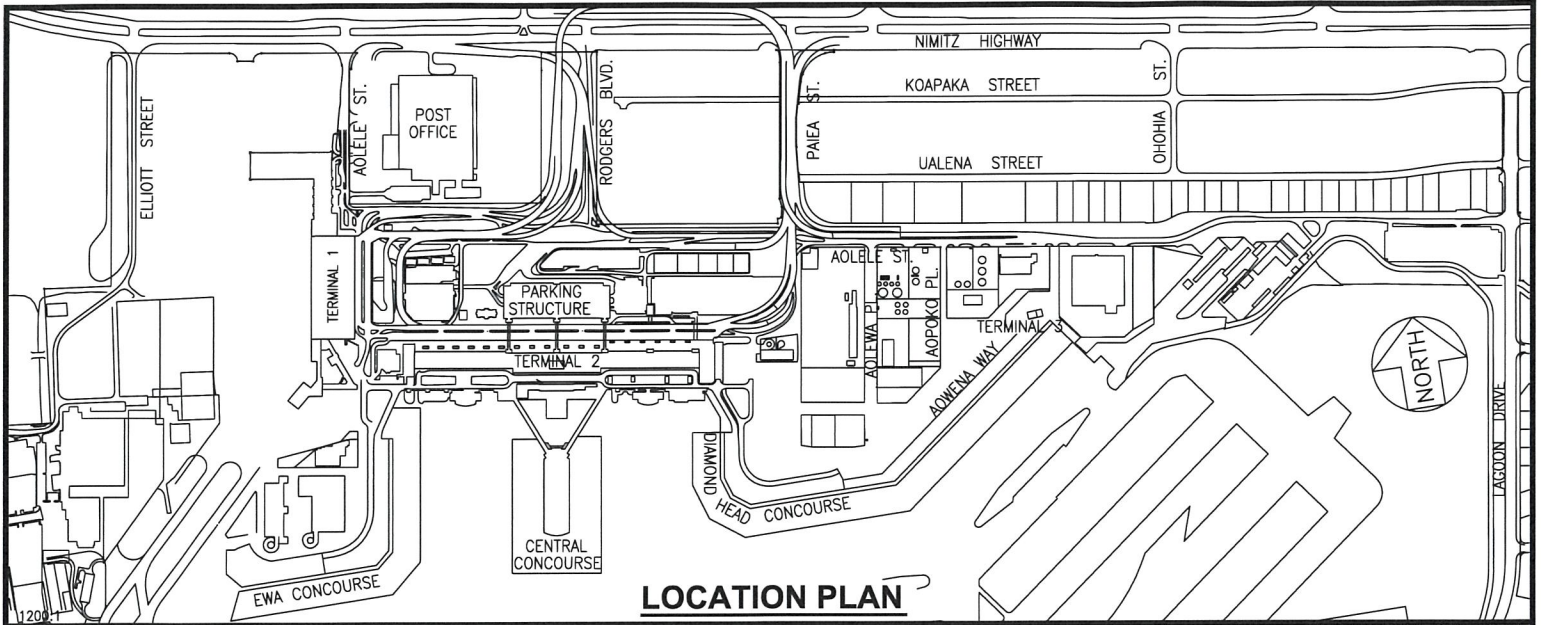 NIMITZ HIGHWAY
KOAPAKA STREET
UALENA STREET
ELLIOTT STREET
AOLELE ST.
POST
OFFICE
RODGERS BLVD.
PAIEA ST.
OHOHIA ST.
TERMINAL 1
PARKING
STRUCTURE
TERMINAL 2
AOLELE ST.
AOLEWA PL.
AOPOKO PL.
TERMINAL 3
AOWENA WAY
NORTH
LAGOON DRIVE
DIAMOND
HEAD CONCOURSE
CENTRAL
CONCOURSE
EWA CONCOURSE
LOCATION PLAN
1200:1